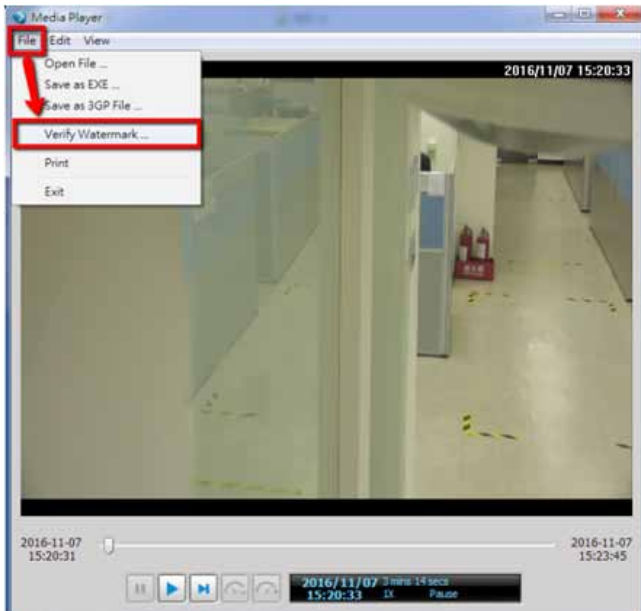 Media Player
File Edit View
Open File ...
Save as EXE ...
Save as 3GP File ...
Verify Watermark ...
Print
Exit
2016/11/07 15:20:33
2016-11-07
15:20:31
2016-11-07
15:23:45
2016/11/07 3 mins 14 secs
15:20:33 1X Pause